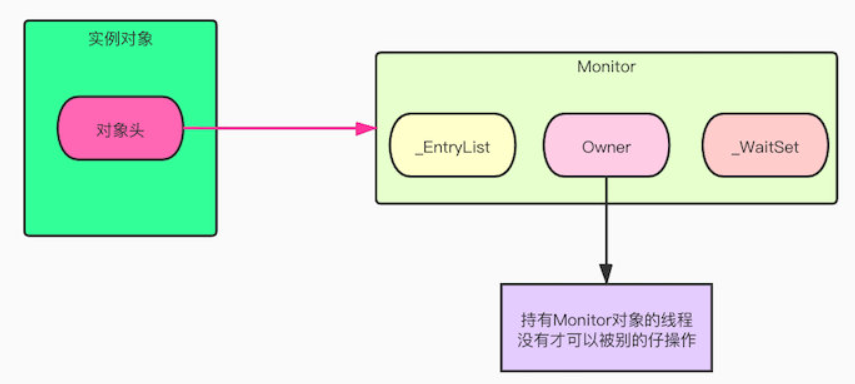 实例对象
对象头
Monitor
_EntryList
Owner
_WaitSet
持有Monitor对象的线程
没有才可以被别的仔操作